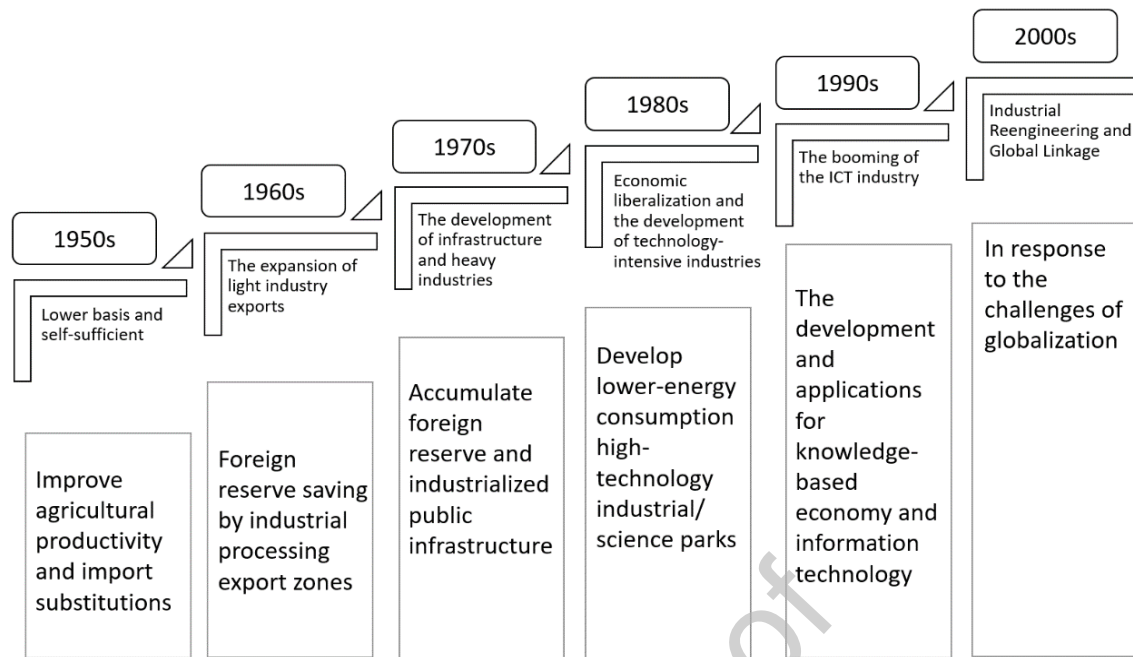 1950s
Lower basis and
self-sufficient
Improve
agricultural
productivity
and import
substitutions
1960s
The expansion of
light industry
exports
Foreign
reserve saving
by industrial
processing
export zones
1970s
The development
of infrastructure
and heavy
industries
Accumulate
foreign
reserve and
industrialized
public
infrastructure
1980s
Economic
liberalization and
the development
of technology-
intensive industries
Develop
lower-energy
consumption
high-
technology
industrial/
science parks
1990s
The booming of
the ICT industry
The
development
and
applications
for
knowledge-
based
economy and
information
technology
2000s
Industrial
Reengineering and
Global Linkage
In response
to the
challenges of
globalization
of